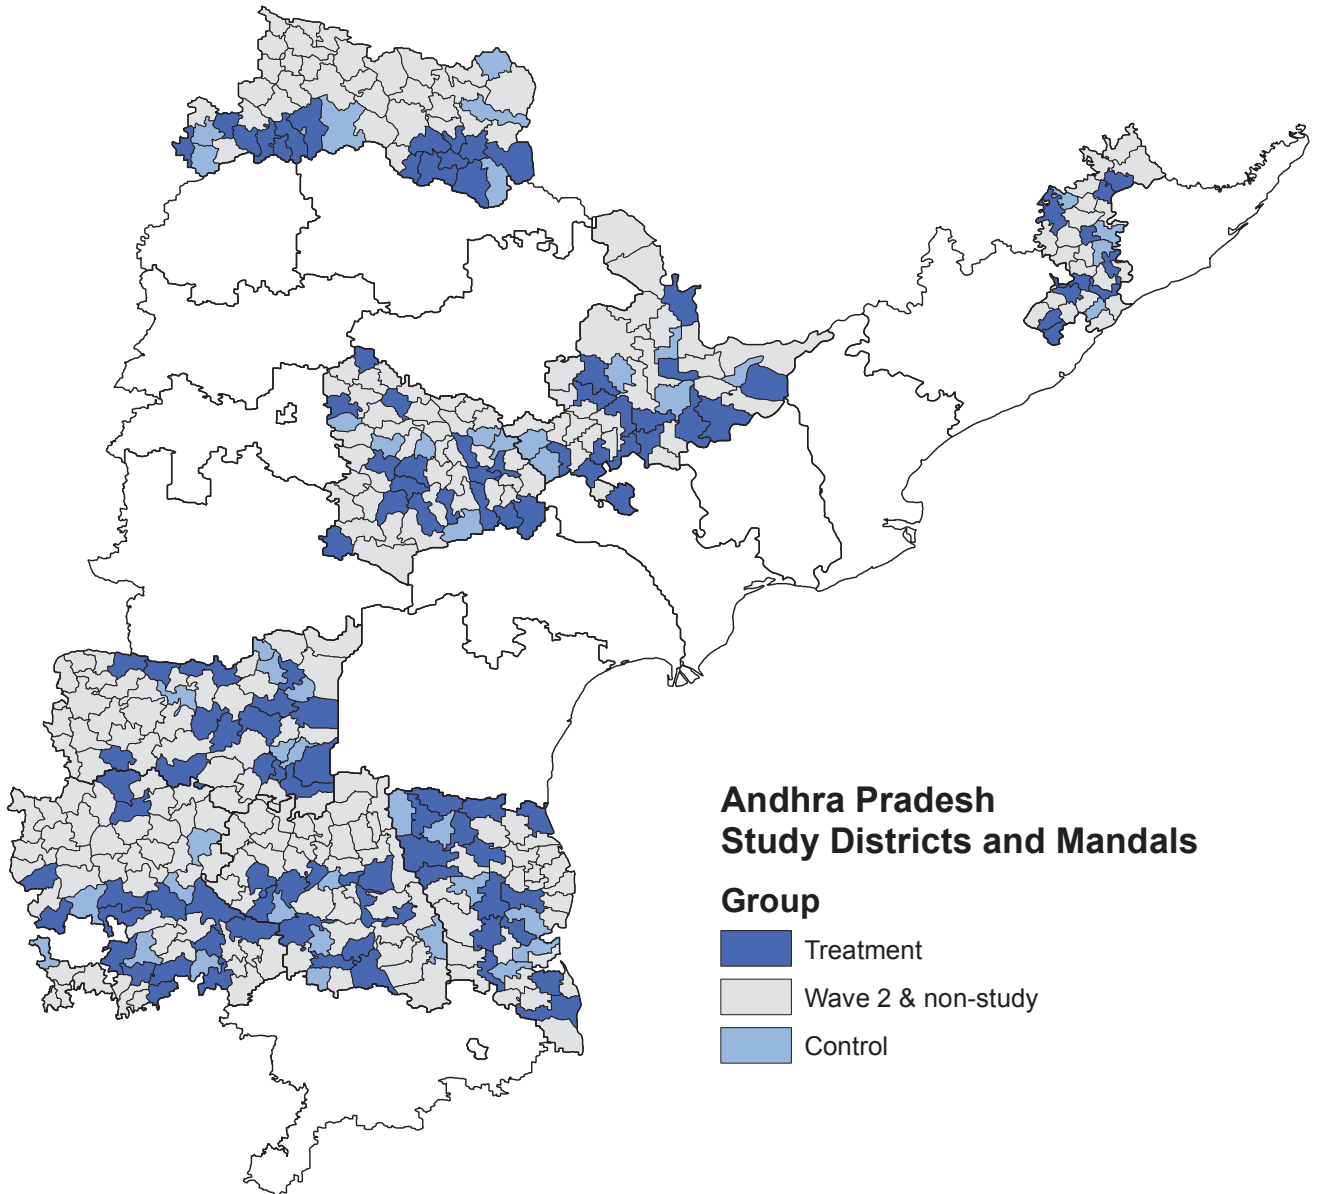 Andhra Pradesh
Study Districts and Mandals
Group
Treatment
Wave 2 & non-study
Control